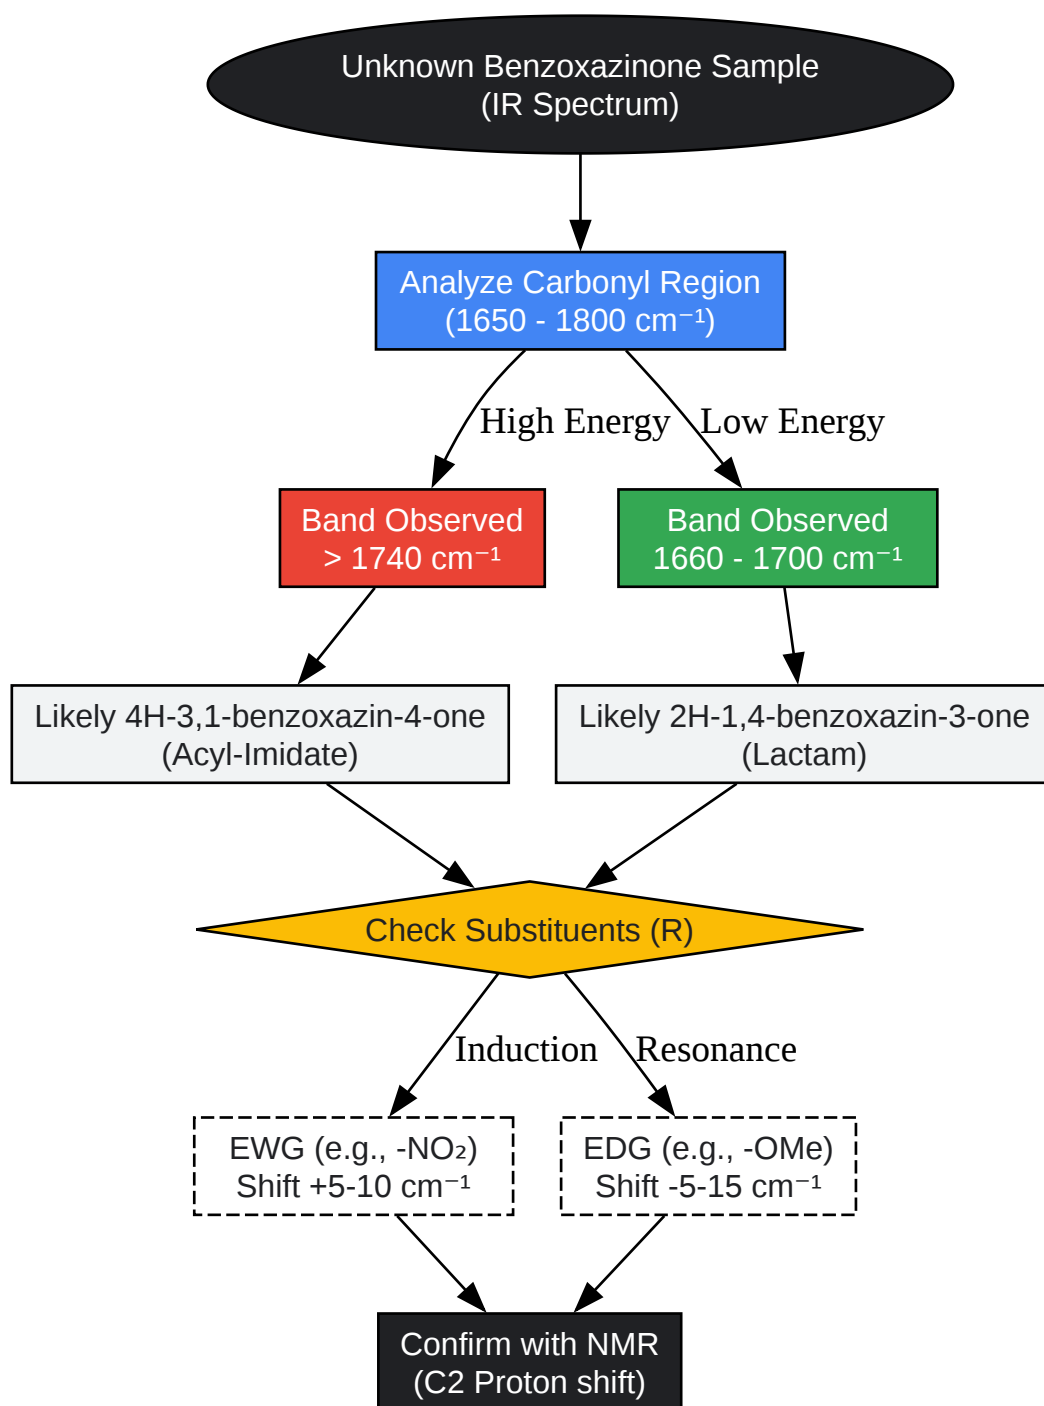 Unknown Benzoxazinone Sample
(IR Spectrum)
Analyze Carbonyl Region
(1650 - 1800 cm⁻¹)
High Energy
Low Energy
Band Observed
> 1740 cm⁻¹
Band Observed
1660 - 1700 cm⁻¹
Likely 4H-3,1-benzoxazin-4-one
(Acyl-Imidate)
Likely 2H-1,4-benzoxazin-3-one
(Lactam)
Check Substituents (R)
Induction
Resonance
EWG (e.g., -NO₂)
Shift +5-10 cm⁻¹
EDG (e.g., -OMe)
Shift -5-15 cm⁻¹
Confirm with NMR
(C2 Proton shift)